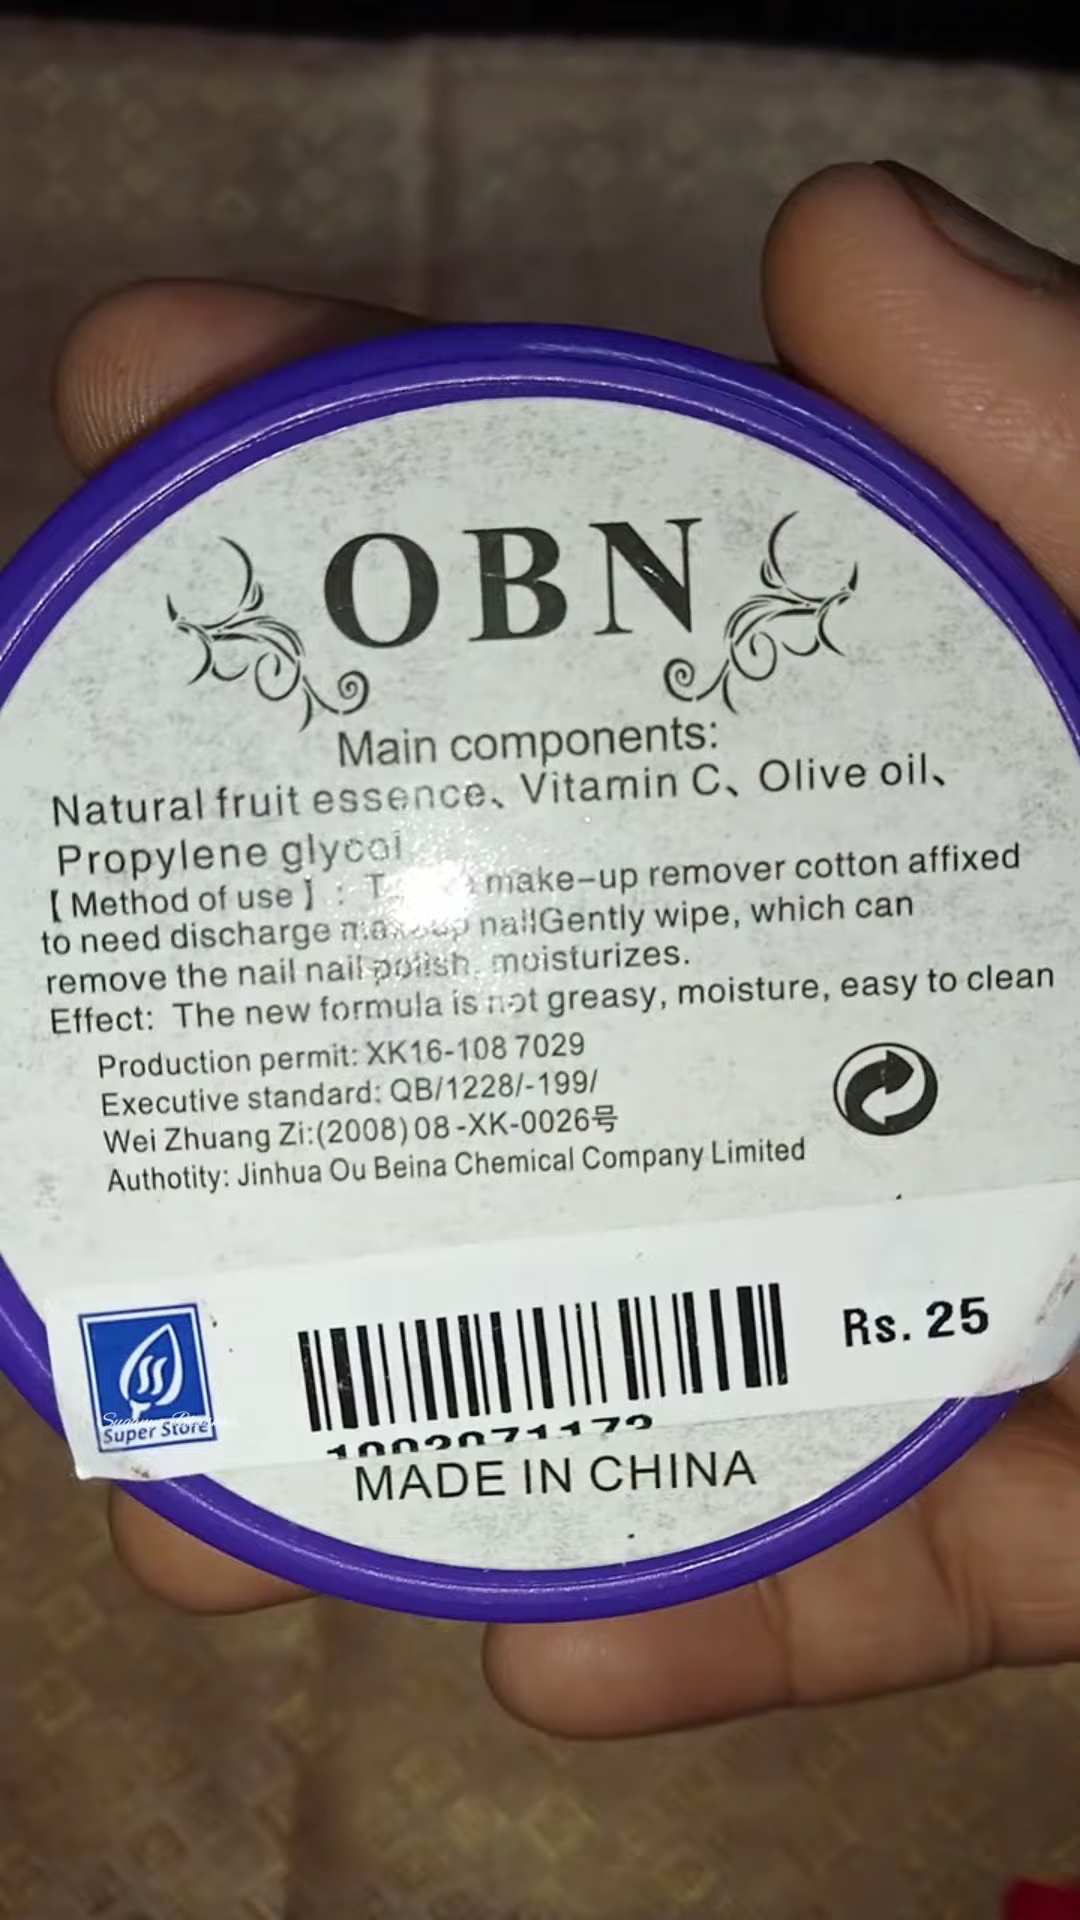 OBN
Main components:
Natural fruit essence、Vitamin C、Olive oil、
Propylene glycol
【Method of use】: make-up remover cotton affixed
to need discharge nailGently wipe, which can
remove the nail nail polish, moisturizes.
Effect: The new formula is not greasy, moisture, easy to clean
Production permit: XK16-108 7029
Executive standard: QB/1228/-199/
Wei Zhuang Zi:(2008)08-XK-0026号
Authotity: Jinhua Ou Beina Chemical Company Limited
Rs. 25
Super Store
MADE IN CHINA